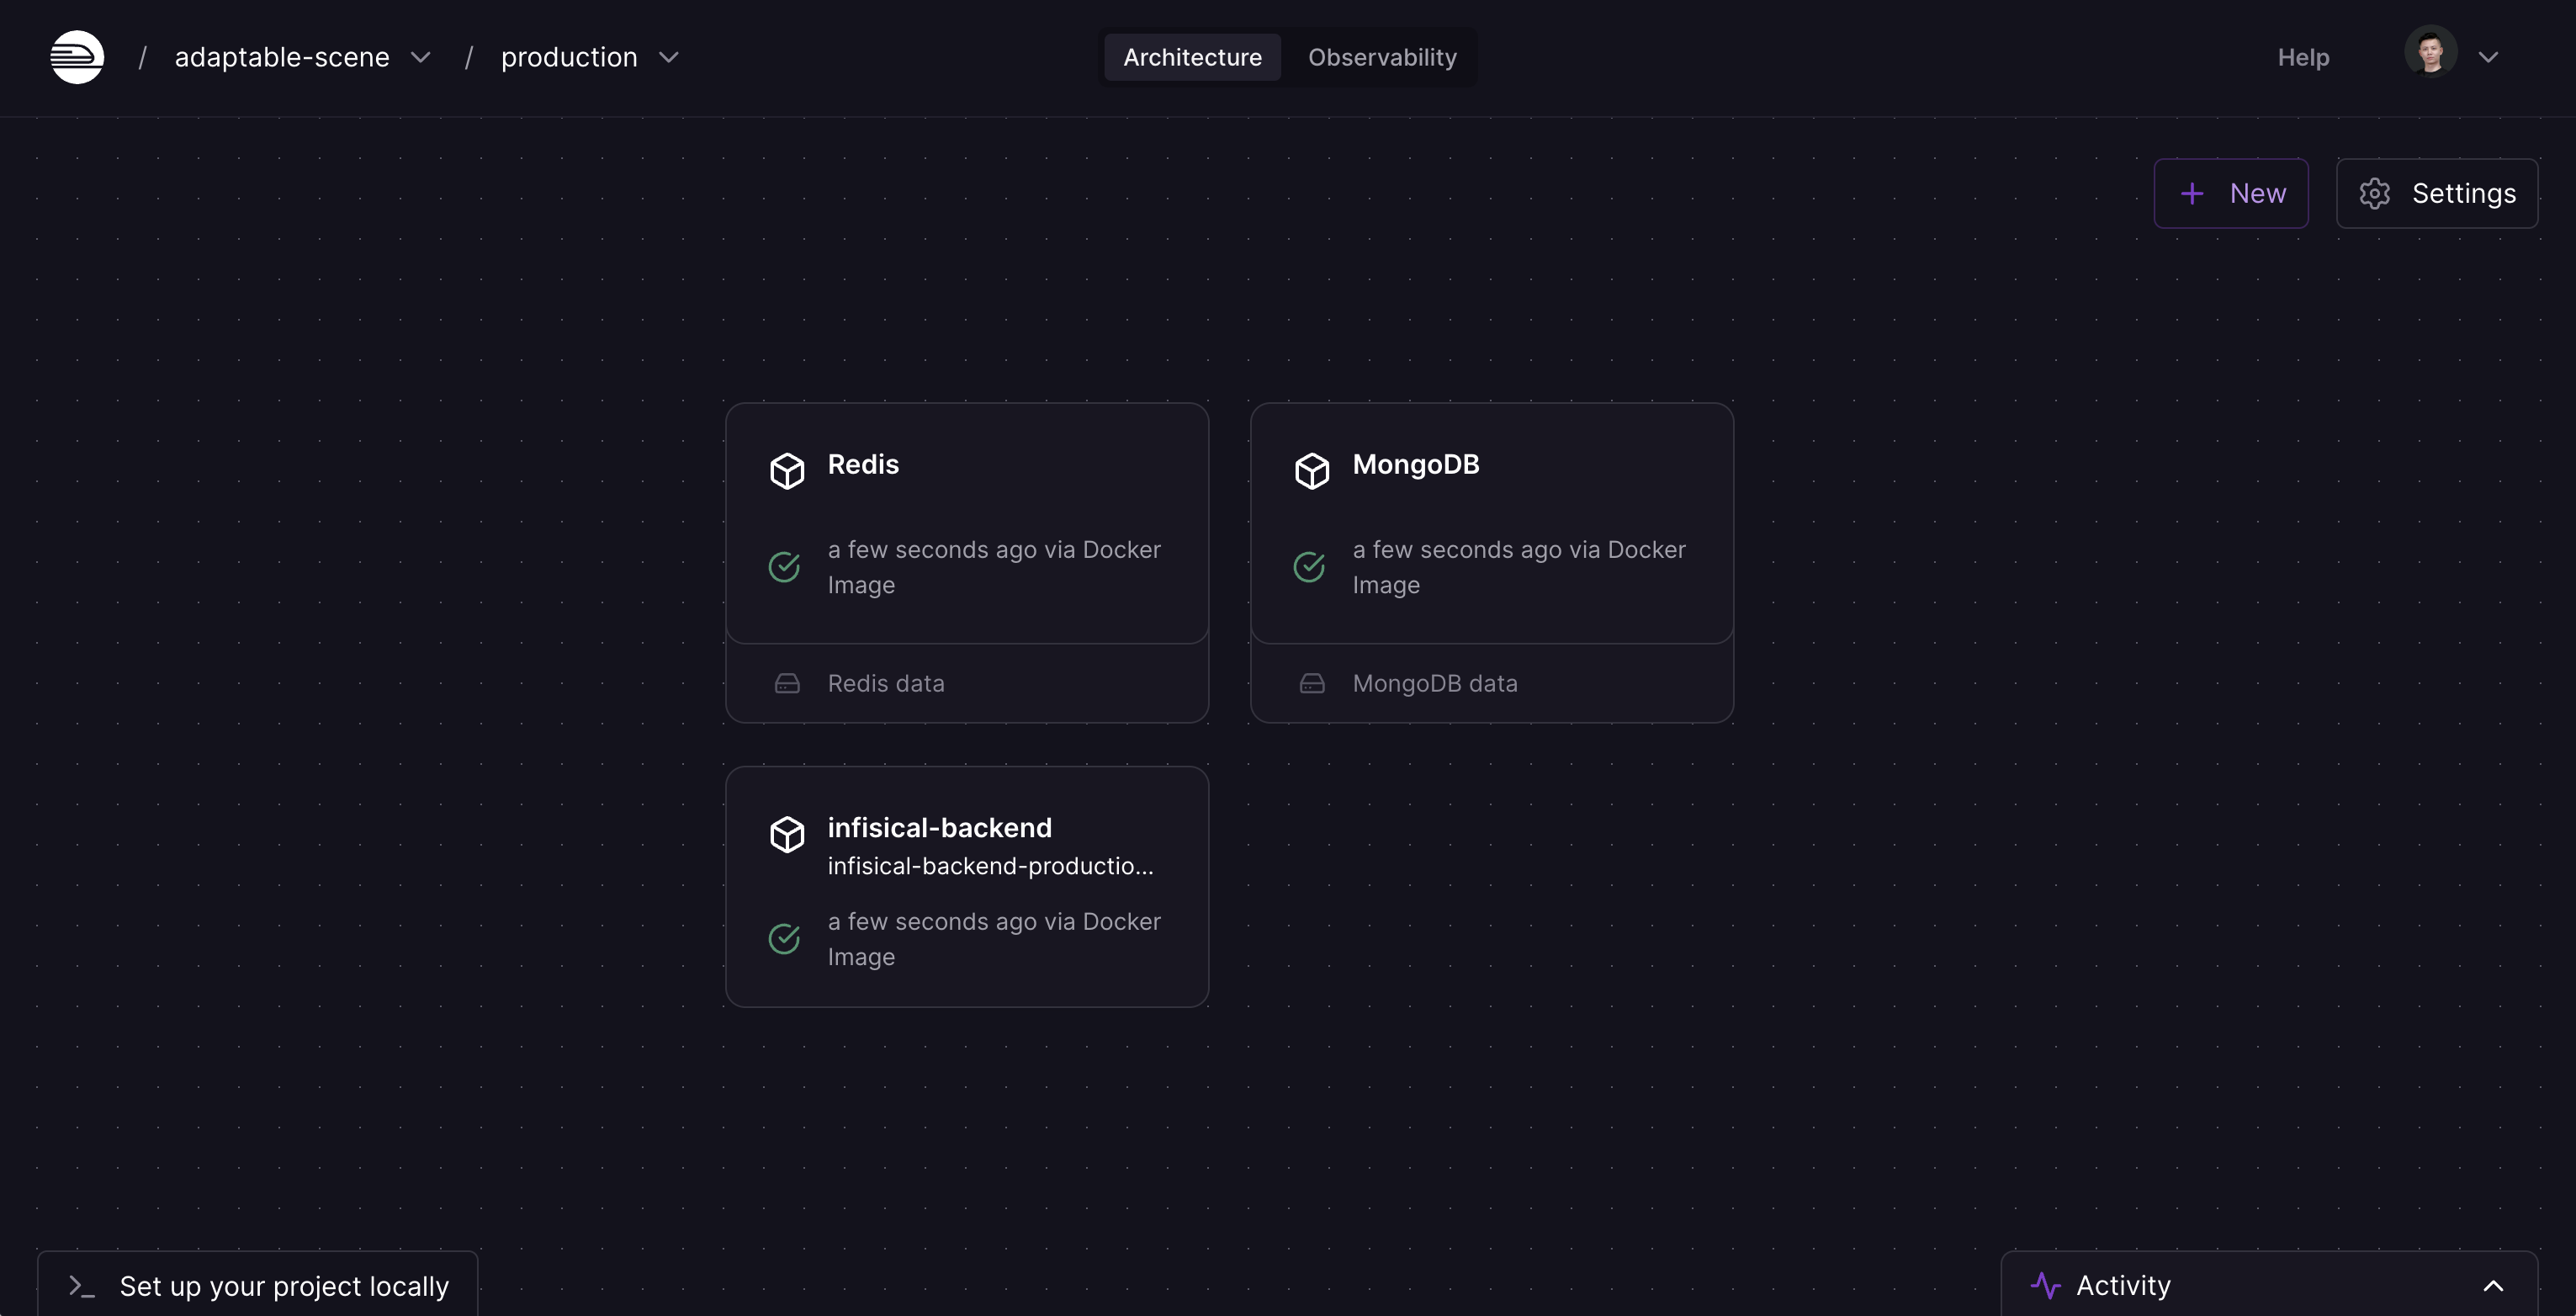 / adaptable-scene / production
Architecture Observability
Help
New Settings
Redis
a few seconds ago via Docker
Image
Redis data
MongoDB
a few seconds ago via Docker
Image
MongoDB data
infisical-backend
infisical-backend-productio...
a few seconds ago via Docker
Image
Set up your project locally
Activity